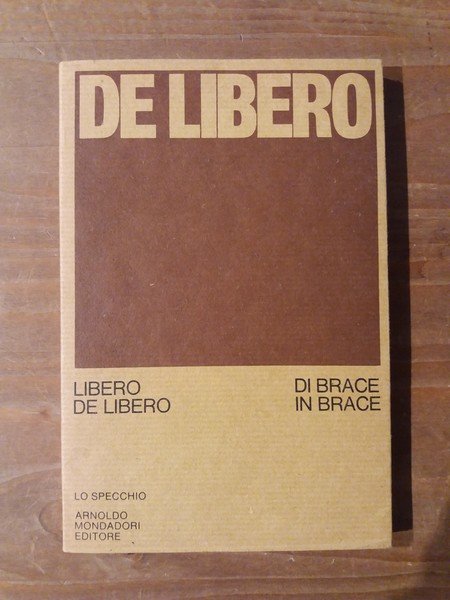 DE LIBERO
LIBERO
DE LIBERO
DI BRACE
IN BRACE
LO SPECCHIO
ARNOLDO
MONDADORI
EDITORE